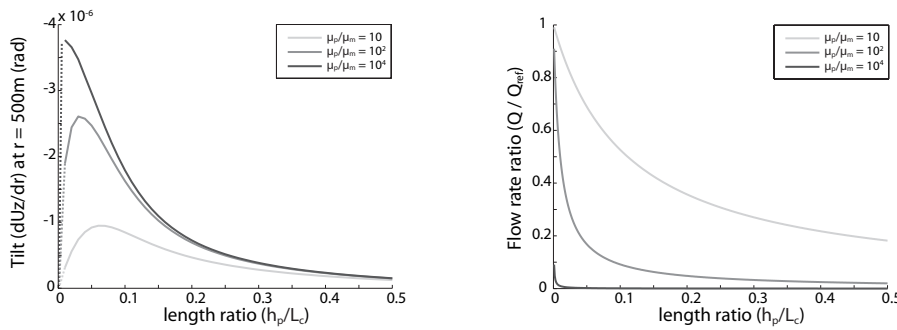 -4 x 10⁻⁶
-3
-2
-1
0
0 0.1 0.2 0.3 0.4 0.5
length ratio (hₚ/L꜀)
Tilt (dUz/dr) at r = 500m (rad)
μₚ/μₘ = 10
μₚ/μₘ = 10²
μₚ/μₘ = 10⁴
1
0.8
0.6
0.4
0.2
0
0 0.1 0.2 0.3 0.4 0.5
length ratio (hₚ/L꜀)
Flow rate ratio (Q / Q_ref)
μₚ/μₘ = 10
μₚ/μₘ = 10²
μₚ/μₘ = 10⁴